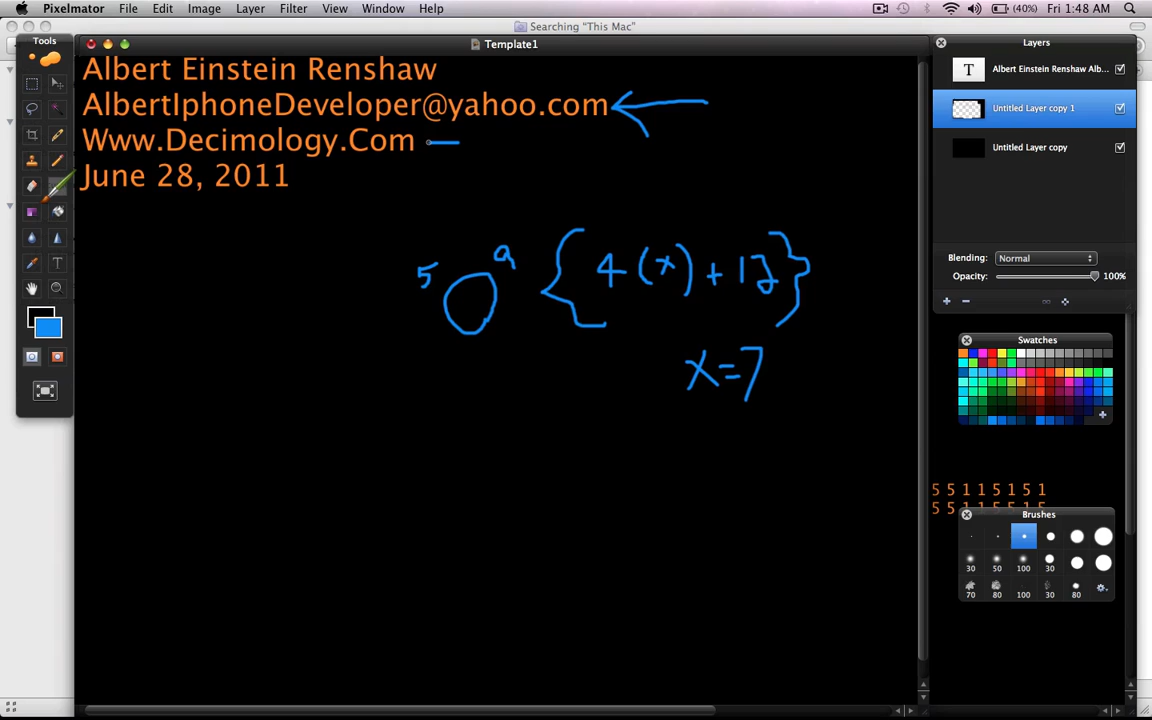 Pixelmator File Edit Image Layer Filter View Window Help (40%) Fri 1:48 AM
Searching "This Mac"
Tools
Template1
Layers
Albert Einstein Renshaw
AlbertIphoneDeveloper@yahoo.com
Www.Decimology.Com
June 28, 2011
T Albert Einstein Renshaw Alb...
Untitled Layer copy 1
Untitled Layer copy
5 a { 4 (x) + 1 }
x=7
Blending: Normal
Opacity: 100%
Swatches
5 5 1 1 5 1 5 1
Brushes
30 50 100 30
70 80 100 30 80